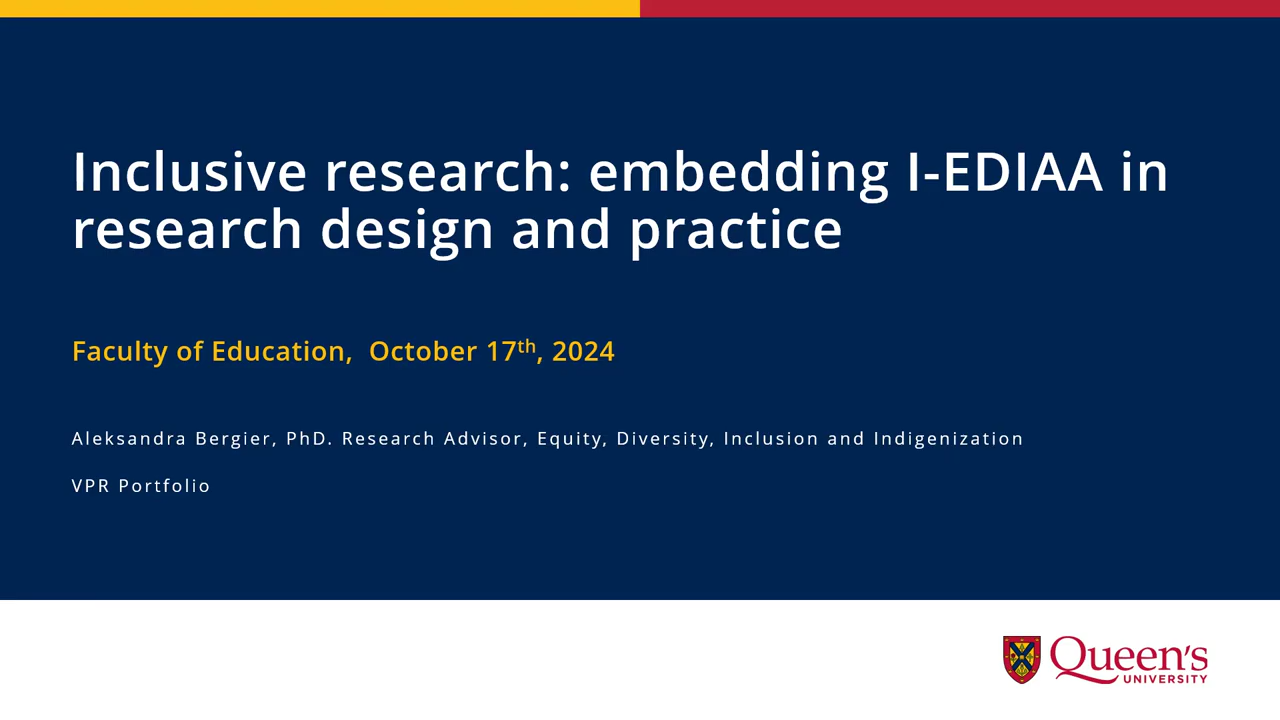 Inclusive research: embedding I-EDIAA in
research design and practice
Faculty of Education,  October 17th, 2024
Aleksandra Bergier, PhD. Research Advisor, Equity, Diversity, Inclusion and Indigenization
VPR Portfolio
Queen's
UNIVERSITY